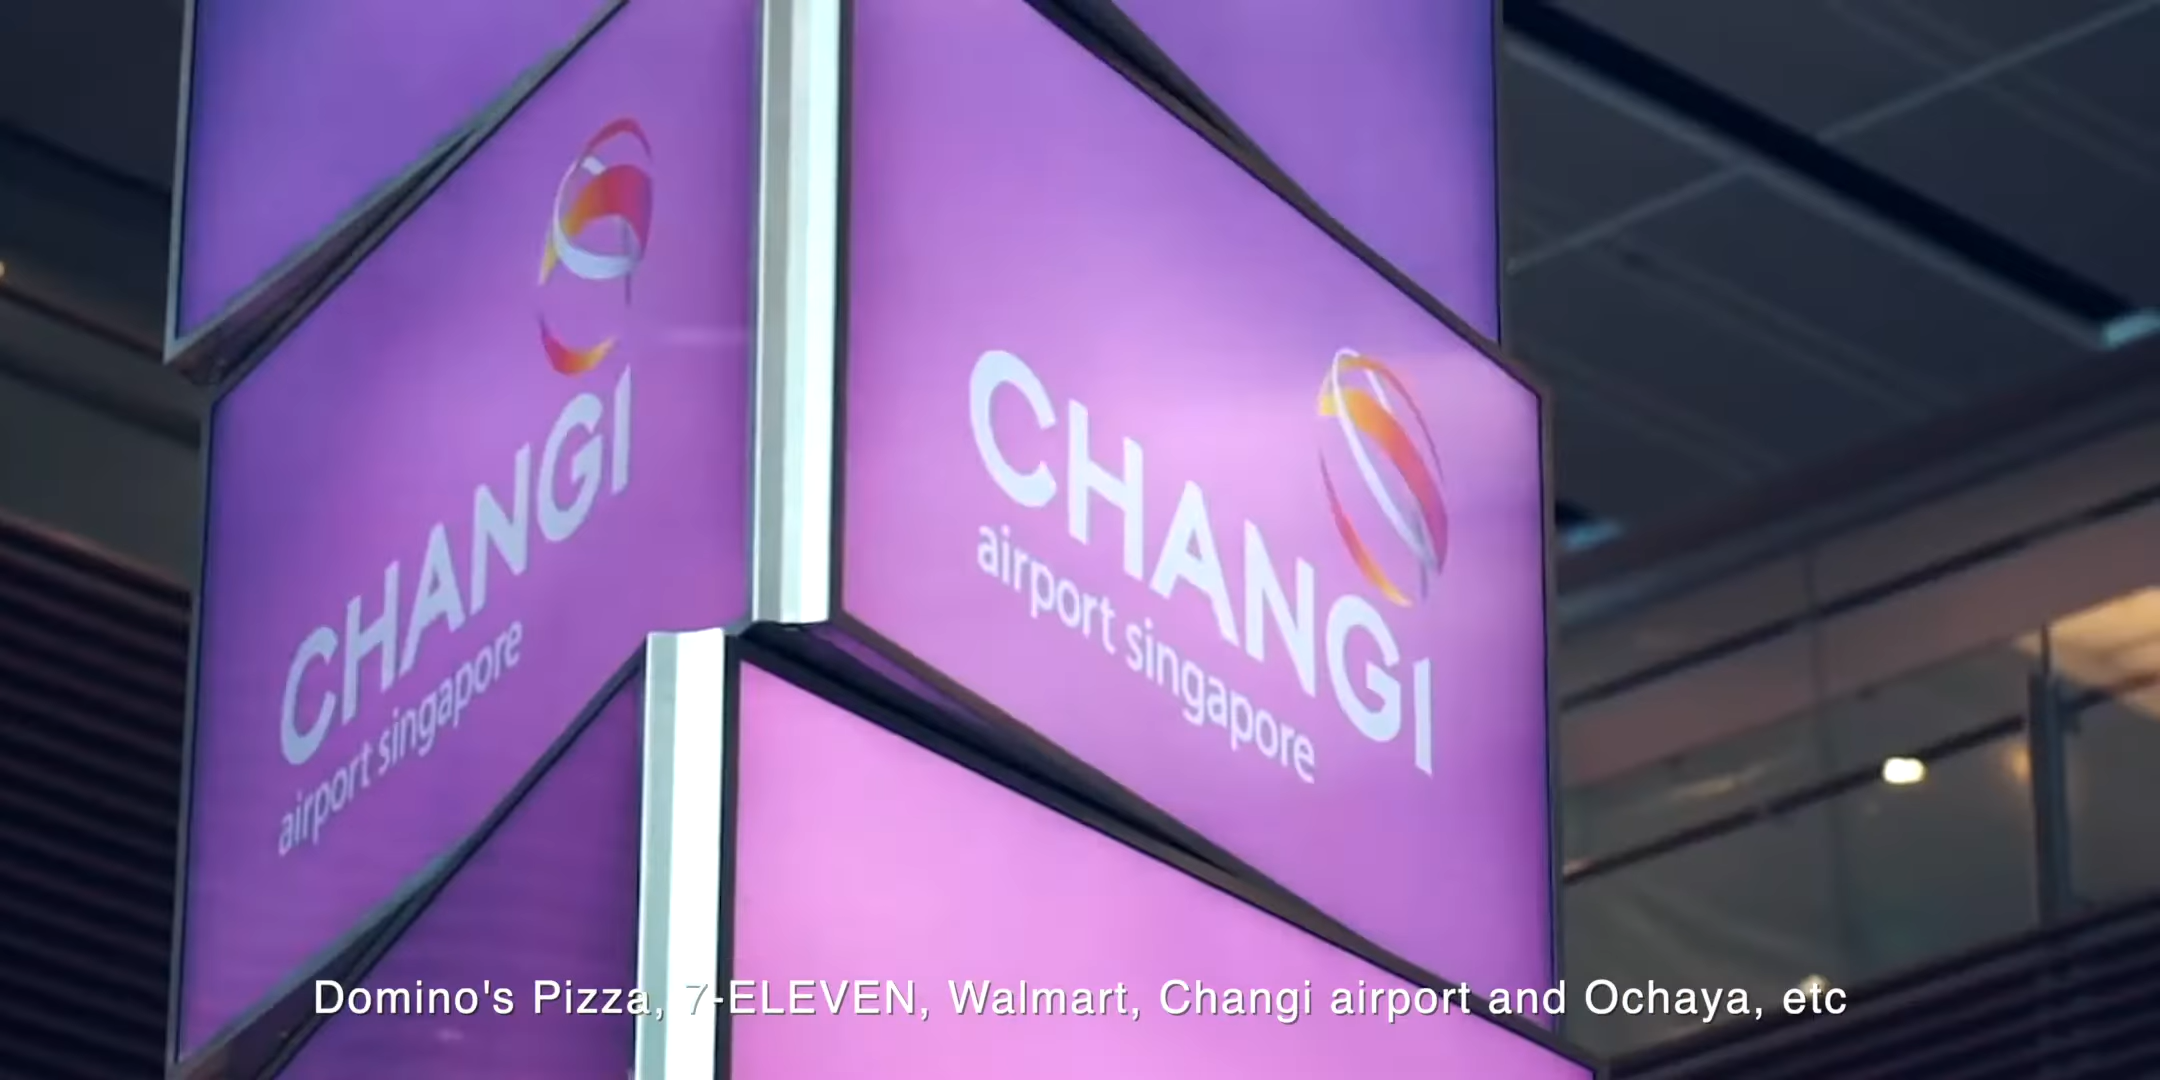 CHANGI
airport singapore
CHANGI
airport singapore
Domino's Pizza, 7-ELEVEN, Walmart, Changi airport and Ochaya, etc